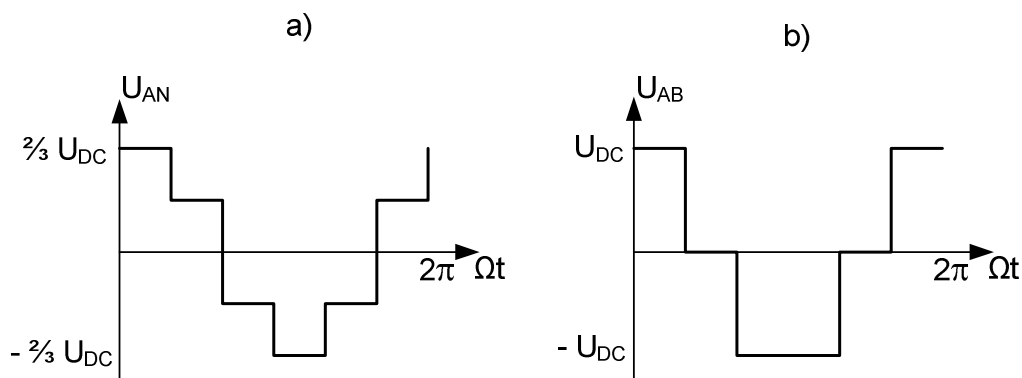 a)
U_AN
⅔ U_DC
- ⅔ U_DC
2π Ωt
b)
U_AB
U_DC
- U_DC
2π Ωt